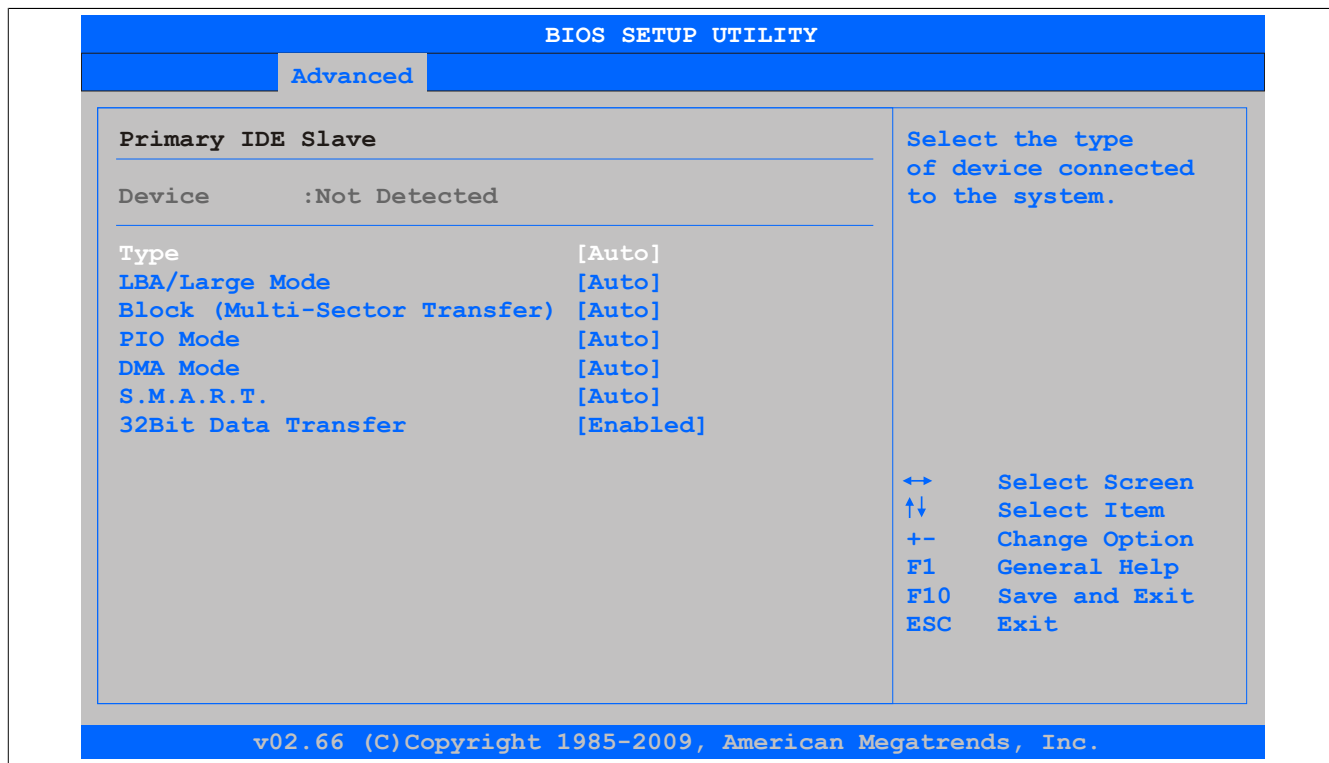 BIOS SETUP UTILITY
Advanced
Primary IDE Slave
Device :Not Detected
Type [Auto]
LBA/Large Mode [Auto]
Block (Multi-Sector Transfer) [Auto]
PIO Mode [Auto]
DMA Mode [Auto]
S.M.A.R.T. [Auto]
32Bit Data Transfer [Enabled]
Select the type
of device connected
to the system.
↔ Select Screen
↑↓ Select Item
+- Change Option
F1 General Help
F10 Save and Exit
ESC Exit
v02.66 (C)Copyright 1985-2009, American Megatrends, Inc.